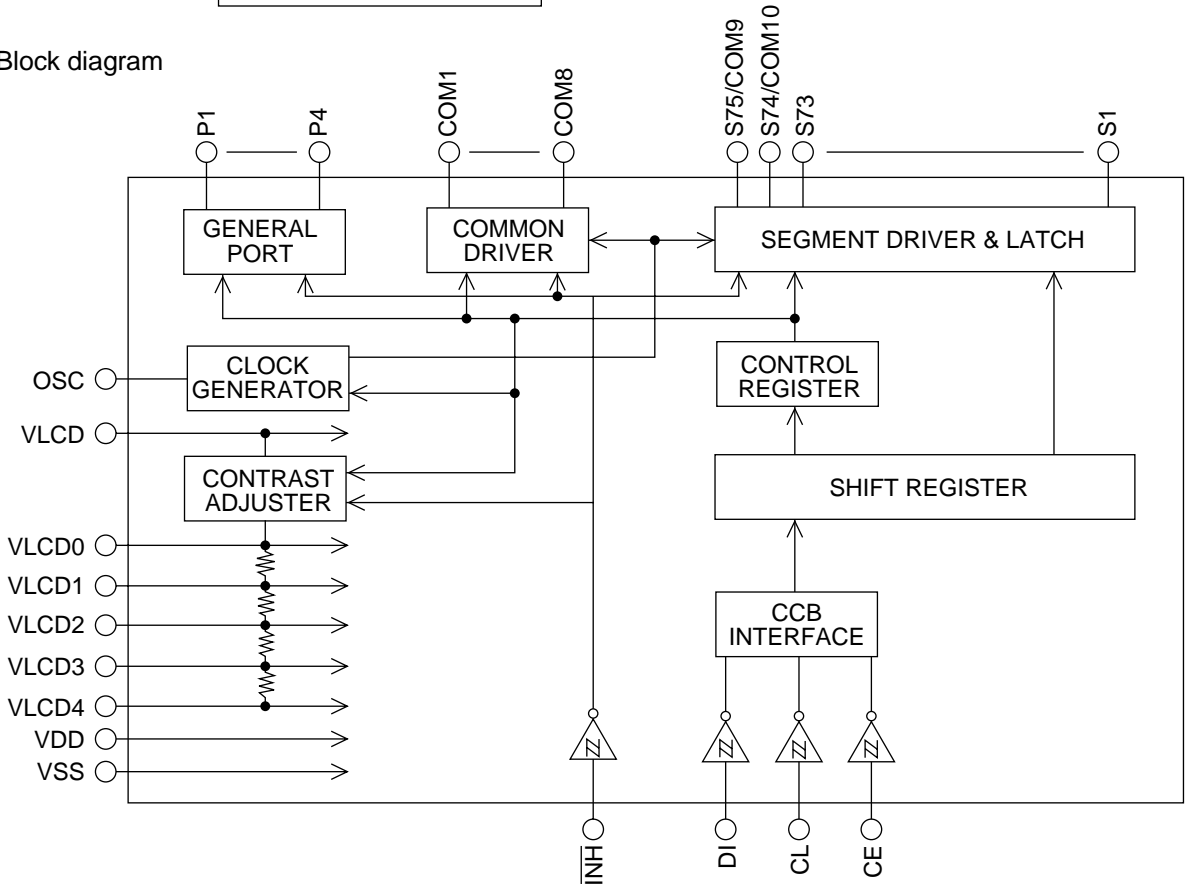 Block diagram
P1
P4
COM1
COM8
S75/COM9
S74/COM10
S73
S1
GENERAL
PORT
COMMON
DRIVER
SEGMENT DRIVER & LATCH
OSC
CLOCK
GENERATOR
CONTROL
REGISTER
VLCD
CONTRAST
ADJUSTER
SHIFT REGISTER
VLCD0
VLCD1
VLCD2
VLCD3
VLCD4
VDD
VSS
CCB
INTERFACE
INH
DI
CL
CE